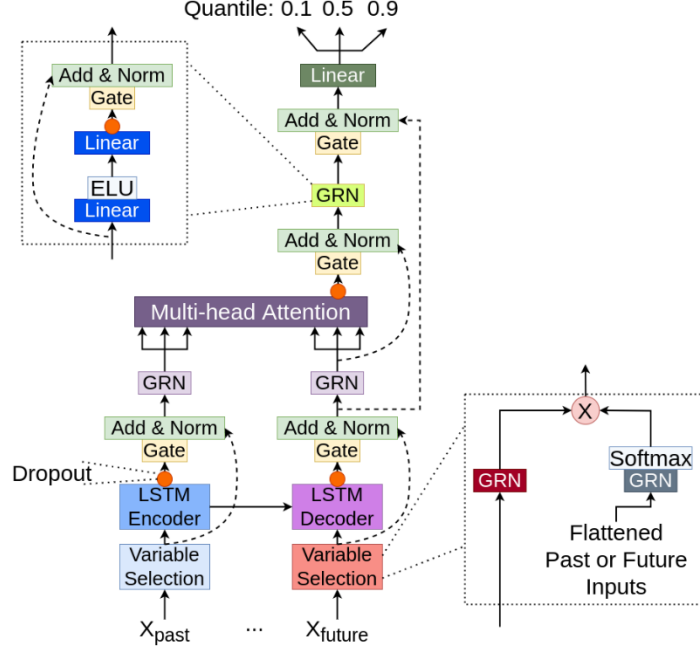 Quantile: 0.1 0.5 0.9
Add & Norm
Gate
Linear
ELU
Linear
Linear
Add & Norm
Gate
GRN
Add & Norm
Gate
Multi-head Attention
GRN
GRN
Add & Norm
Gate
Add & Norm
Gate
Dropout
LSTM
Encoder
LSTM
Decoder
Variable
Selection
Variable
Selection
X_past
...
X_future
X
GRN
Softmax
GRN
Flattened
Past or Future
Inputs